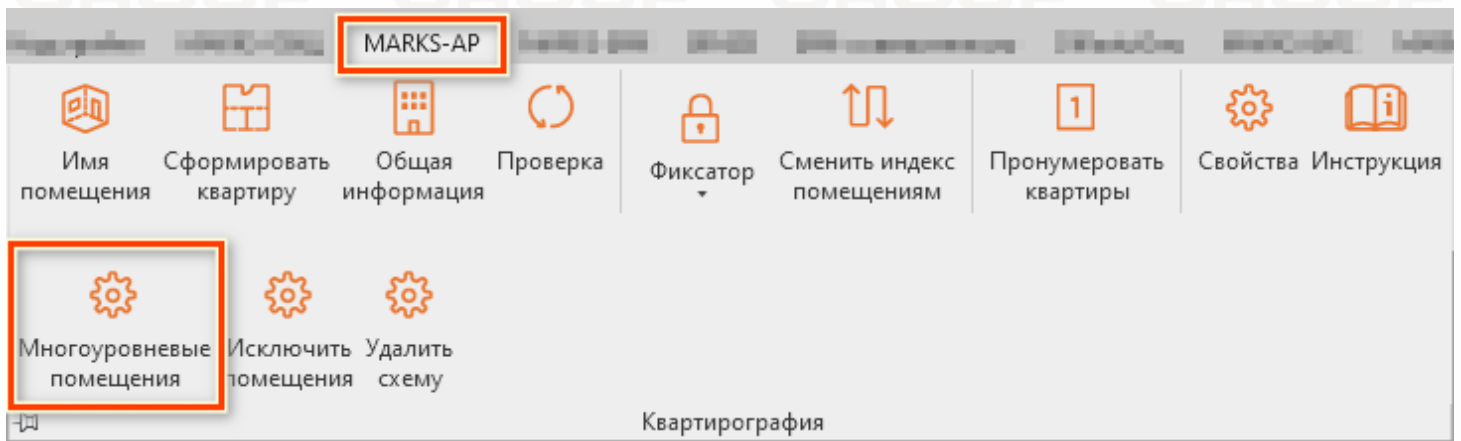 MARKS-AP
Имя помещения
Сформировать квартиру
Общая информация
Проверка
Фиксатор
Сменить индекс помещениям
1
Пронумеровать квартиры
Свойства
Инструкция
Многоуровневые помещения
Исключить помещения
Удалить схему
Квартирография